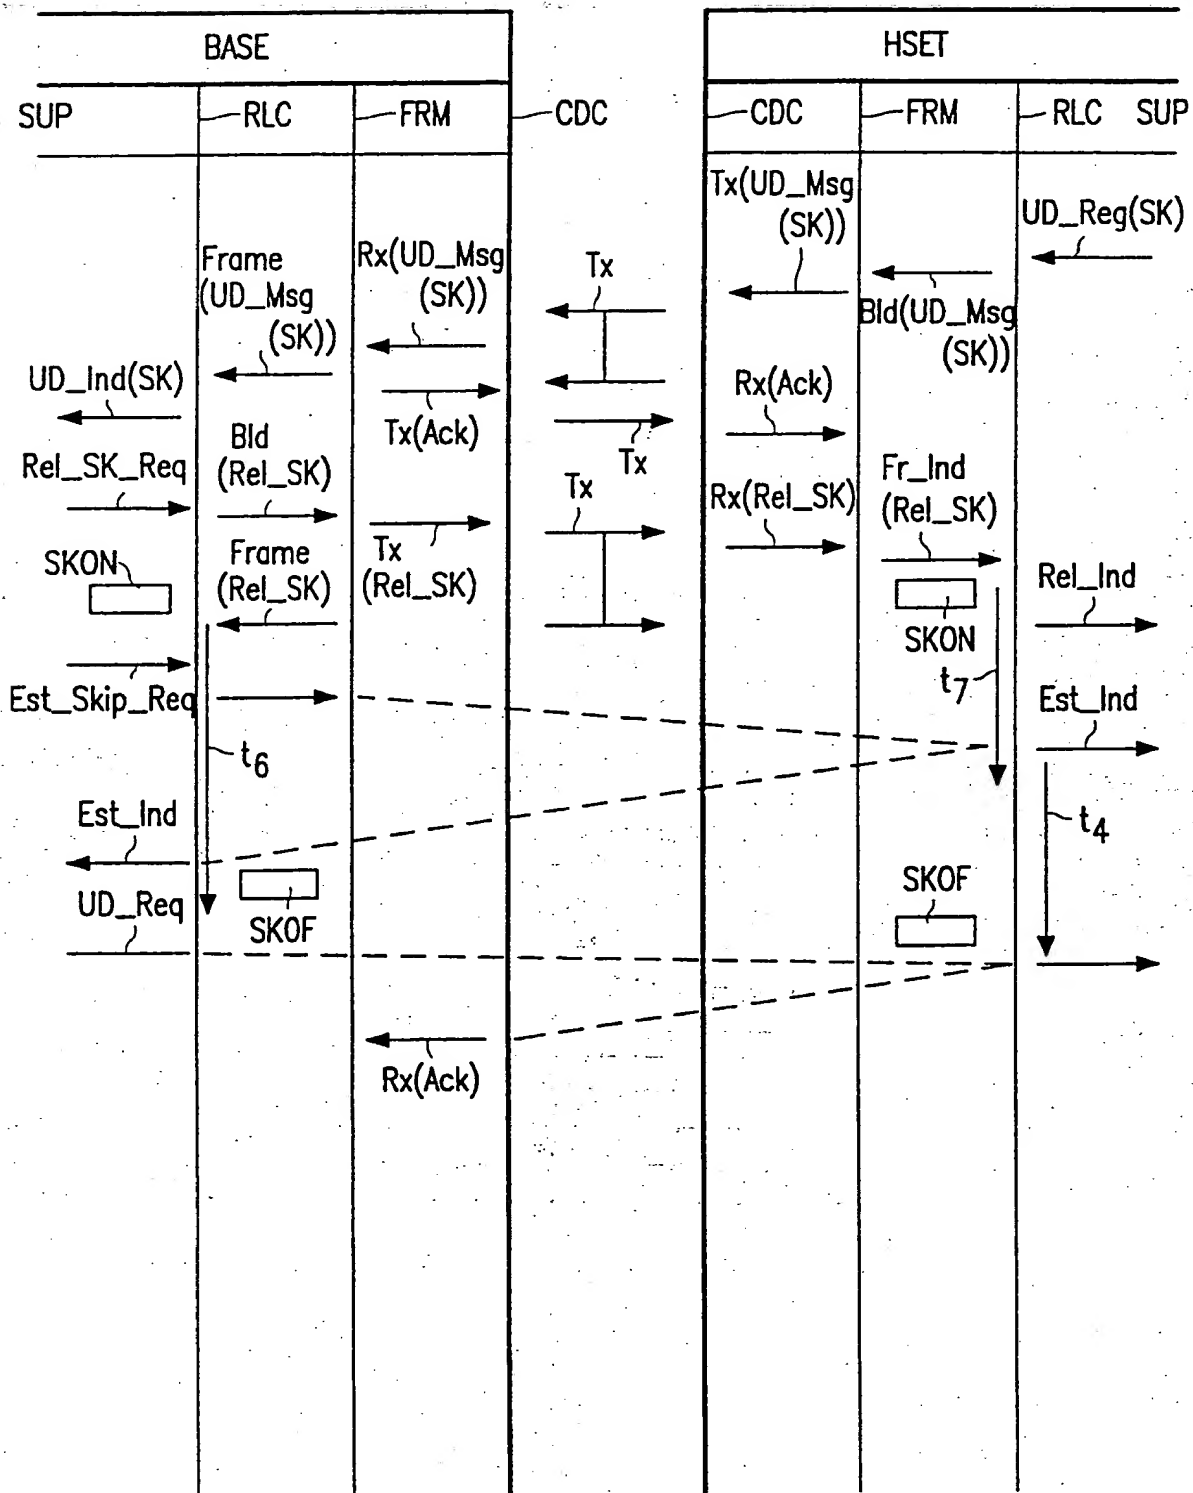 BASE
HSET
SUP
RLC
FRM
CDC
CDC
FRM
RLC
SUP
Tx(UD_Msg
(SK))
UD_Reg(SK)
Frame
(UD_Msg
(SK))
Rx(UD_Msg
(SK))
Tx
Bld(UD_Msg
(SK))
UD_Ind(SK)
Tx(Ack)
Rx(Ack)
Tx
Rel_SK_Req
Bld
(Rel_SK)
Tx
Rx(Rel_SK)
Fr_Ind
(Rel_SK)
SKON
Frame
(Rel_SK)
Tx
(Rel_SK)
Rel_Ind
SKON
Est_Skip_Req
t7
Est_Ind
t6
t4
Est_Ind
SKOF
UD_Req
SKOF
Rx(Ack)